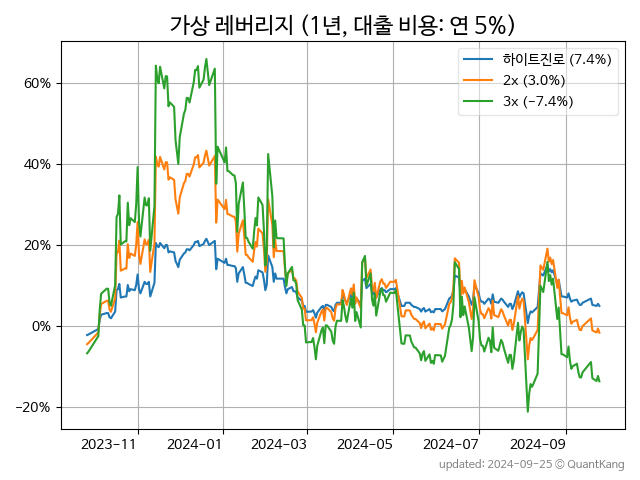 가상 레버리지 (1년, 대출 비용: 연 5%)
하이트진로 (7.4%)
2x (3.0%)
3x (−7.4%)
60%
40%
20%
0%
−20%
2023-11 2024-01 2024-03 2024-05 2024-07 2024-09
updated: 2024-09-25 © QuantKang